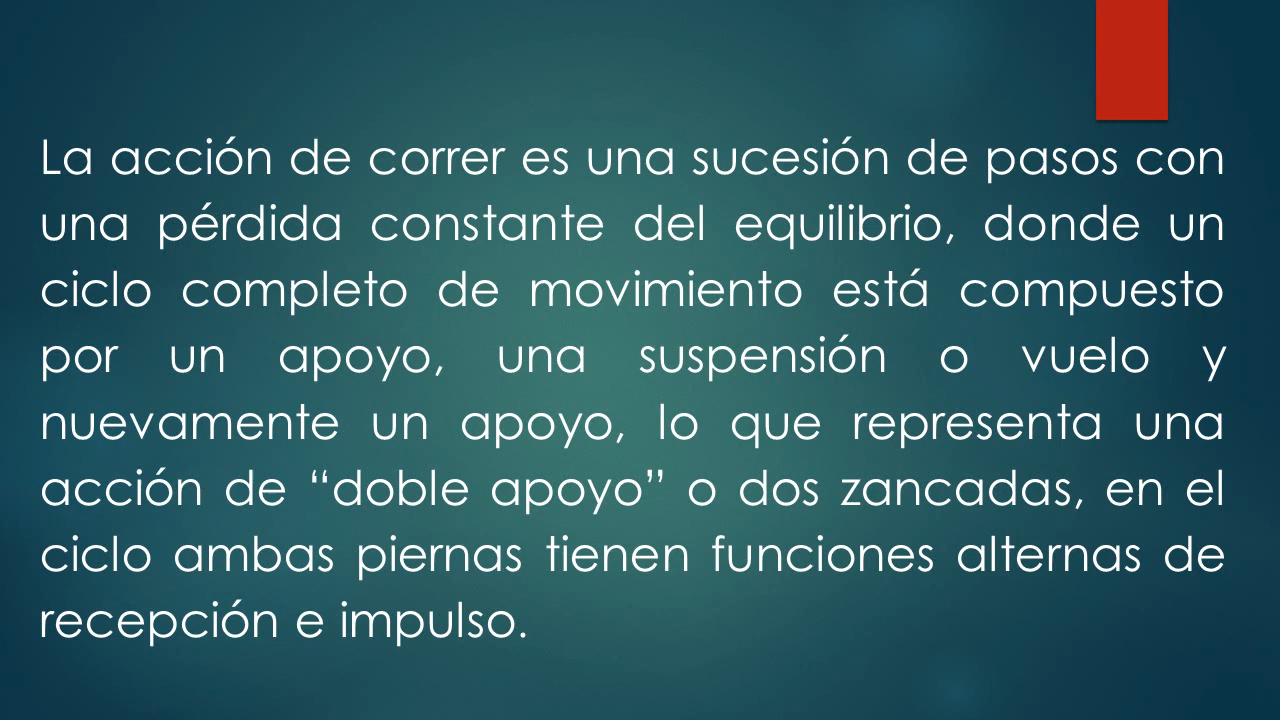 La acción de correr es una sucesión de pasos con
una pérdida constante del equilibrio, donde un
ciclo completo de movimiento está compuesto
por un apoyo, una suspensión o vuelo y
nuevamente un apoyo, lo que representa una
acción de “doble apoyo” o dos zancadas, en el
ciclo ambas piernas tienen funciones alternas de
recepción e impulso.